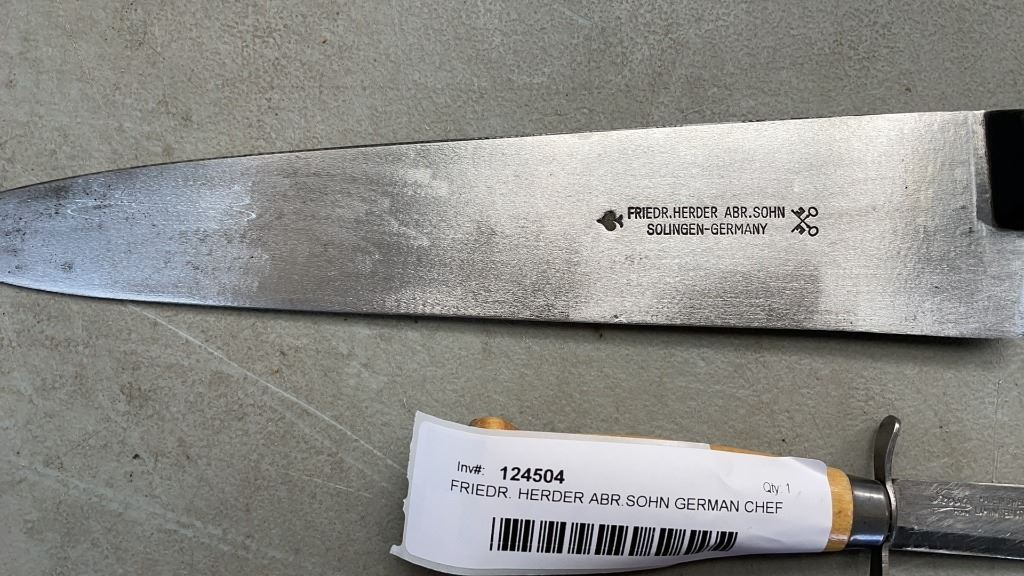 FRIEDR.HERDER ABR.SOHN
SOLINGEN-GERMANY
Inv#: 124504
Qty: 1
FRIEDR. HERDER ABR.SOHN GERMAN CHEF